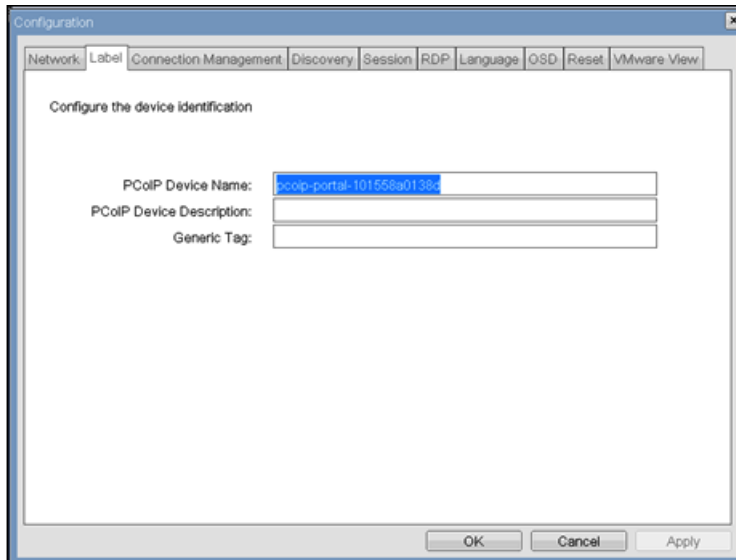 Configuration
Network Label Connection Management Discovery Session RDP Language OSD Reset VMware View
Configure the device identification
PCoIP Device Name: pcoip-portal-101558a0138d
PCoIP Device Description:
Generic Tag:
OK Cancel Apply